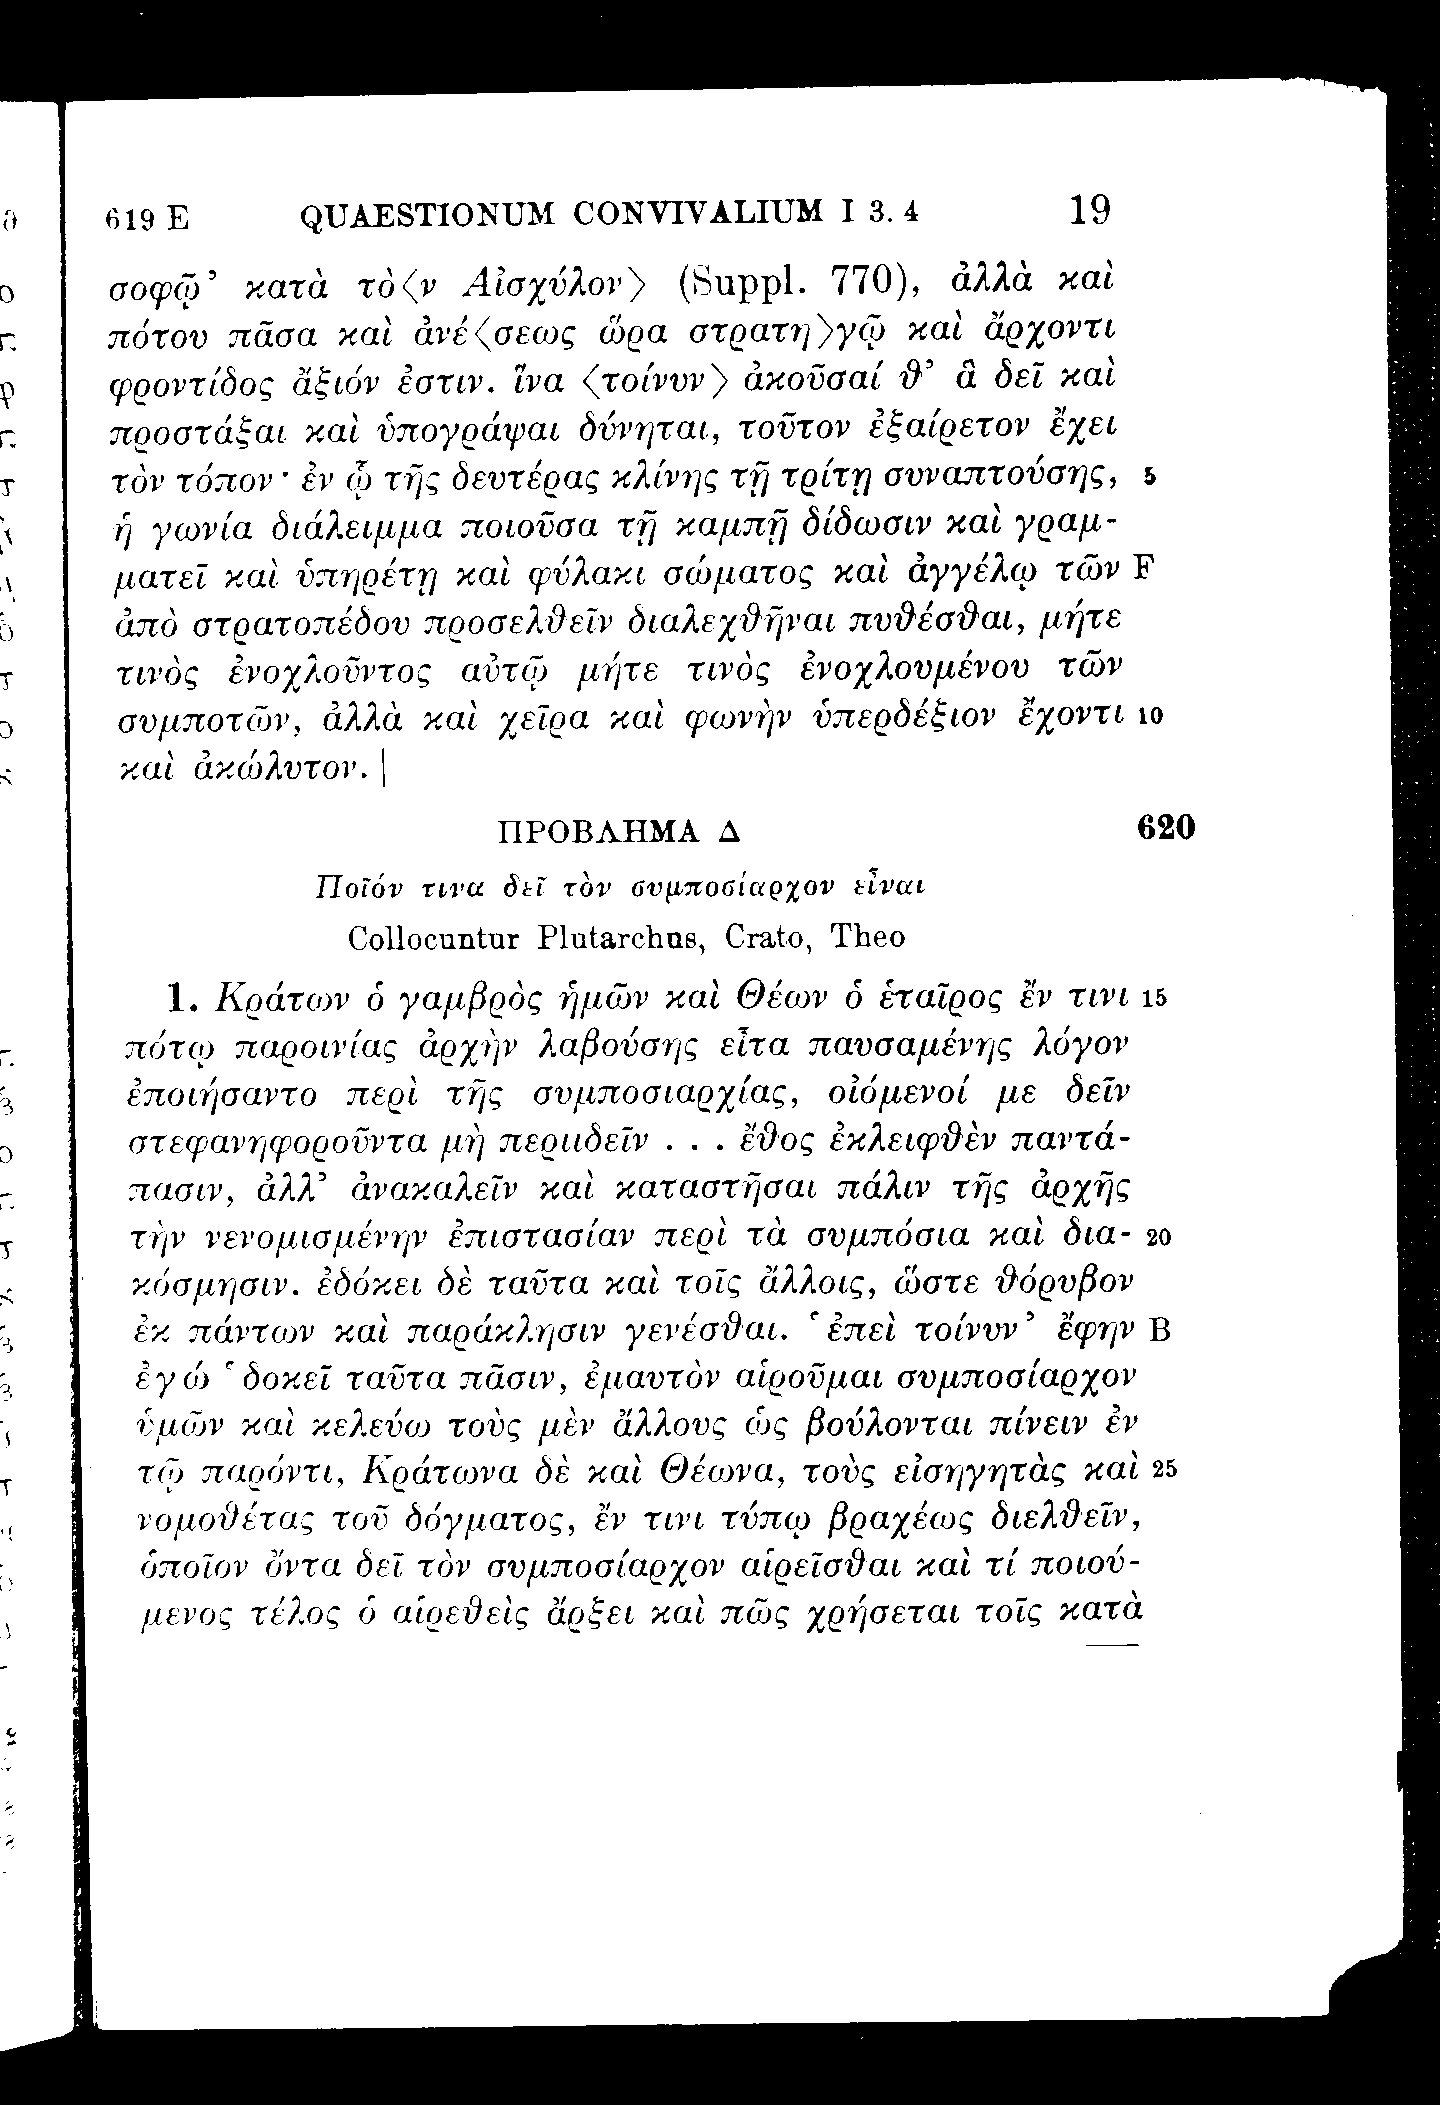 619 E QUAESTIONUM CONVIVALIUM I 3. 4 19
σοφῷ’ κατὰ τὸ⟨ν Αἰσχύλον⟩ (Suppl. 770), ἀλλὰ καὶ
πότου πᾶσα καὶ ἀνέ⟨σεως ὥρα στρατη⟩γῷ καὶ ἄρχοντι
φροντίδος ἄξιόν ἐστιν. ἵνα ⟨τοίνυν⟩ ἀκοῦσαί θ’ ἃ δεῖ καὶ
προστάξαι καὶ ὑπογράψαι δύνηται, τοῦτον ἐξαίρετον ἔχει
τὸν τόπον· ἐν ᾧ τῆς δευτέρας κλίνης τῇ τρίτῃ συναπτούσης, 5
ἡ γωνία διάλειμμα ποιοῦσα τῇ καμπῇ δίδωσιν καὶ γραμ-
ματεῖ καὶ ὑπηρέτῃ καὶ φύλακι σώματος καὶ ἀγγέλῳ τῶν F
ἀπὸ στρατοπέδου προσελθεῖν διαλεχθῆναι πυθέσθαι, μήτε
τινὸς ἐνοχλοῦντος αὐτῷ μήτε τινὸς ἐνοχλουμένου τῶν
συμποτῶν, ἀλλὰ καὶ χεῖρα καὶ φωνὴν ὑπερδέξιον ἔχοντι 10
καὶ ἀκώλυτον. |
ΠΡΟΒΛΗΜΑ Δ 620
Ποῖόν τινα δεῖ τὸν συμποσίαρχον εἶναι
Collocuntur Plutarchus, Crato, Theo
1. Κράτων ὁ γαμβρὸς ἡμῶν καὶ Θέων ὁ ἑταῖρος ἔν τινι 15
πότῳ παροινίας ἀρχὴν λαβούσης εἶτα παυσαμένης λόγον
ἐποιήσαντο περὶ τῆς συμποσιαρχίας, οἰόμενοί με δεῖν
στεφανηφοροῦντα μὴ περιιδεῖν . . . ἔθος ἐκλειφθὲν παντά-
πασιν, ἀλλ’ ἀνακαλεῖν καὶ καταστῆσαι πάλιν τῆς ἀρχῆς
τὴν νενομισμένην ἐπιστασίαν περὶ τὰ συμπόσια καὶ δια- 20
κόσμησιν. ἐδόκει δὲ ταῦτα καὶ τοῖς ἄλλοις, ὥστε θόρυβον
ἐκ πάντων καὶ παράκλησιν γενέσθαι. ‘ἐπεὶ τοίνυν’ ἔφην B
ἐγώ ‘δοκεῖ ταῦτα πᾶσιν, ἐμαυτὸν αἱροῦμαι συμποσίαρχον
ὑμῶν καὶ κελεύω τοὺς μὲν ἄλλους ὡς βούλονται πίνειν ἐν
τῷ παρόντι, Κράτωνα δὲ καὶ Θέωνα, τοὺς εἰσηγητὰς καὶ 25
νομοθέτας τοῦ δόγματος, ἔν τινι τύπῳ βραχέως διελθεῖν,
ὁποῖον ὄντα δεῖ τὸν συμποσίαρχον αἱρεῖσθαι καὶ τί ποιού-
μενος τέλος ὁ αἱρεθεὶς ἄρξει καὶ πῶς χρήσεται τοῖς κατὰ